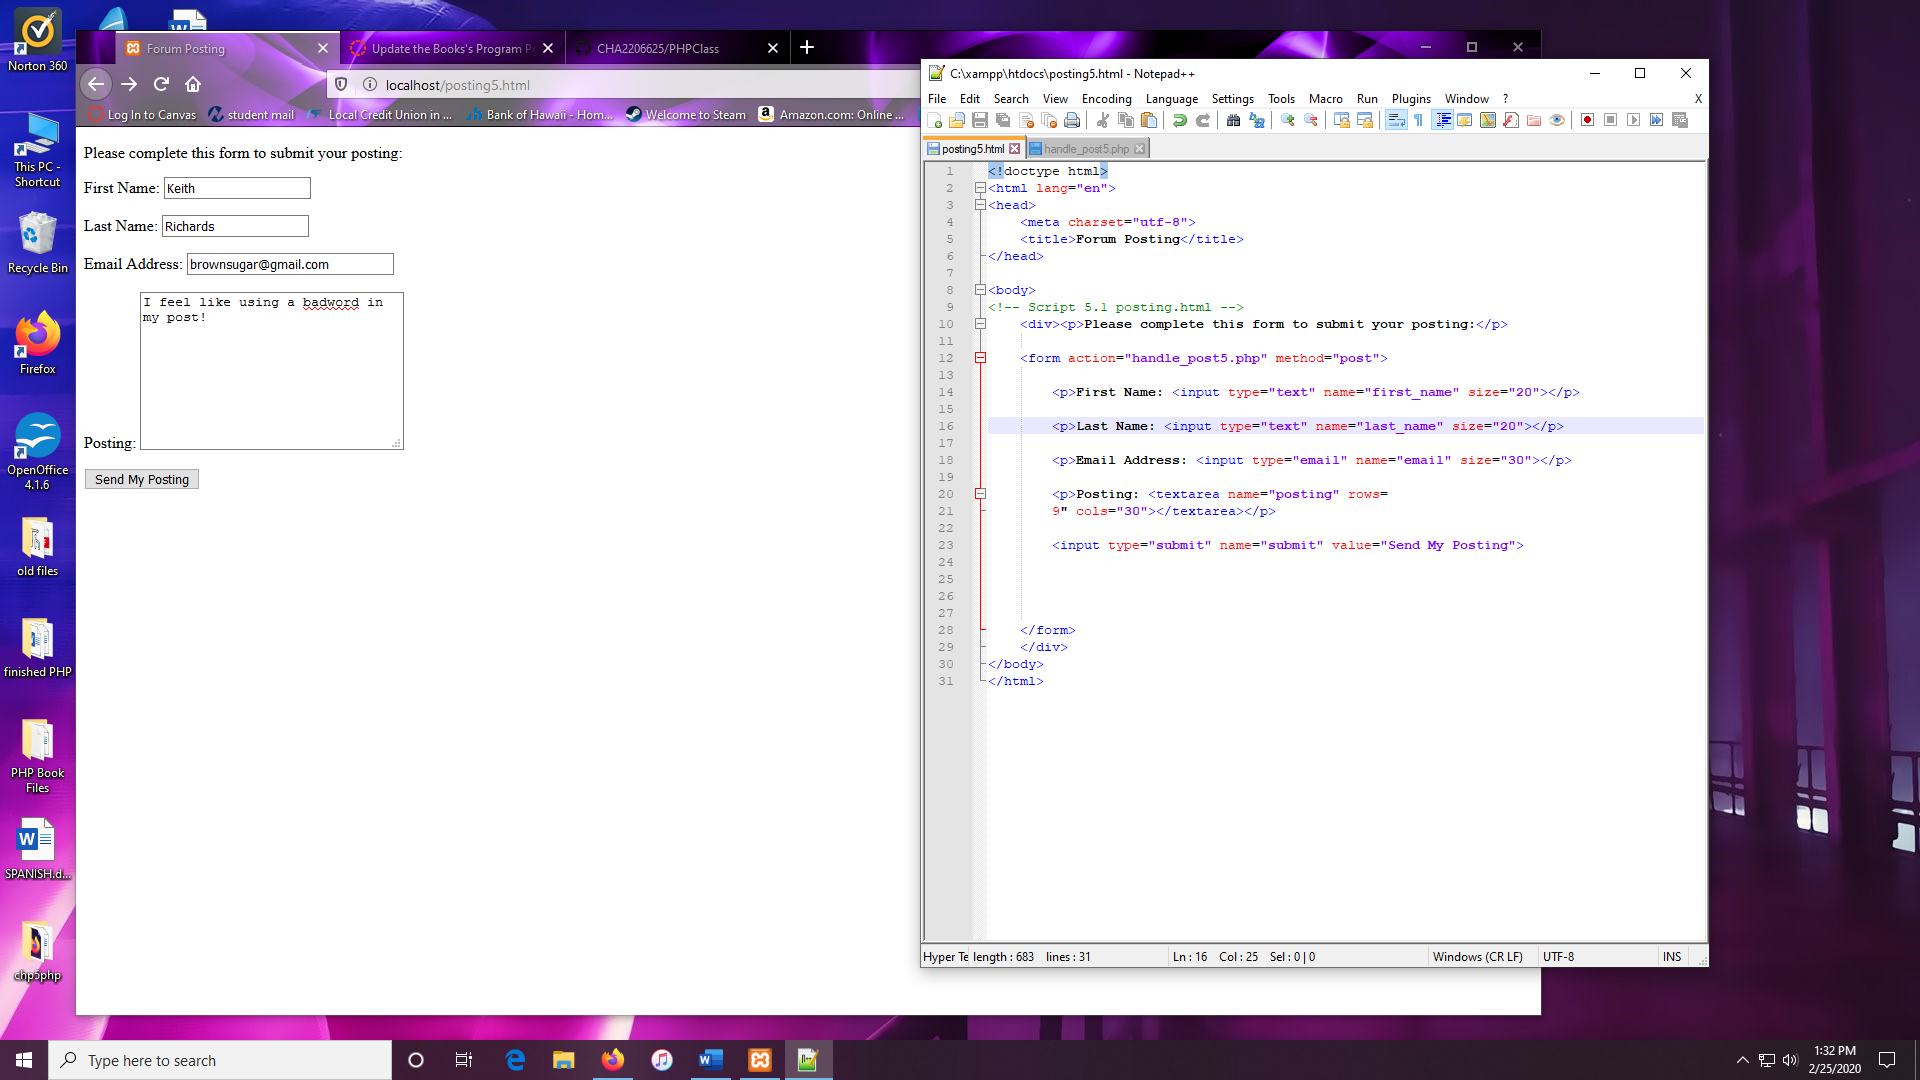 Norton 360
This PC - Shortcut
Recycle Bin
Firefox
OpenOffice 4.1.6
old files
finished PHP
PHP Book Files
SPANISH.d...
chp5php
Forum Posting
Update the Books's Program P
CHA2206625/PHPClass
localhost/posting5.html
Log In to Canvas
student mail
Local Credit Union in ...
Bank of Hawaii - Hom...
Welcome to Steam
Amazon.com: Online ...
Please complete this form to submit your posting:
First Name: Keith
Last Name: Richards
Email Address: brownsugar@gmail.com
I feel like using a badword in
my post!
Posting:
Send My Posting
C:\xampp\htdocs\posting5.html - Notepad++
File Edit Search View Encoding Language Settings Tools Macro Run Plugins Window ? X
posting5.html handle_post5.php
1 <!doctype html>
2 <html lang="en">
3 <head>
4 <meta charset="utf-8">
5 <title>Forum Posting</title>
6 </head>
7
8 <body>
9 <!-- Script 5.1 posting.html -->
10 <div><p>Please complete this form to submit your posting:</p>
11
12 <form action="handle_post5.php" method="post">
13
14 <p>First Name: <input type="text" name="first_name" size="20"></p>
15
16 <p>Last Name: <input type="text" name="last_name" size="20"></p>
17
18 <p>Email Address: <input type="email" name="email" size="30"></p>
19
20 <p>Posting: <textarea name="posting" rows=
21 9" cols="30"></textarea></p>
22
23 <input type="submit" name="submit" value="Send My Posting">
24
25
26
27
28 </form>
29 </div>
30 </body>
31 </html>
Hyper Te length : 683 lines : 31 Ln : 16 Col : 25 Sel : 0 | 0 Windows (CR LF) UTF-8 INS
Type here to search
1:32 PM
2/25/2020